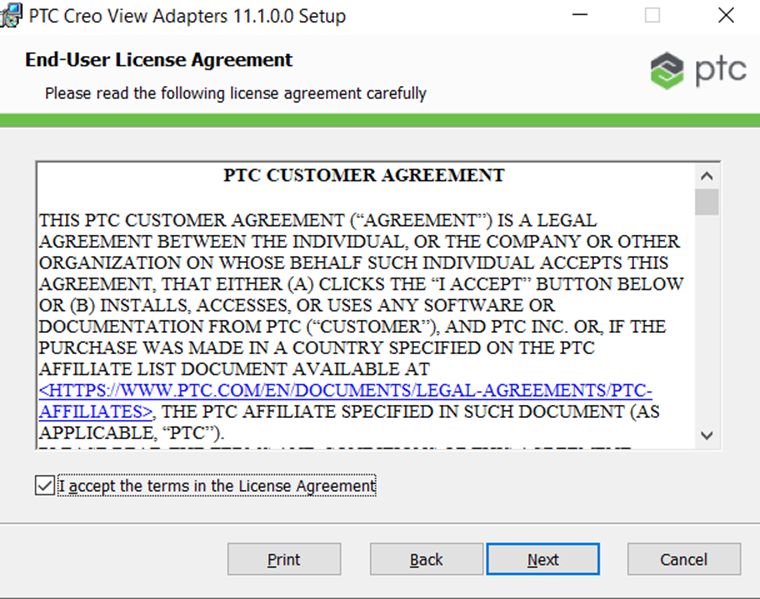 PTC Creo View Adapters 11.1.0.0 Setup
End-User License Agreement
Please read the following license agreement carefully
ptc
PTC CUSTOMER AGREEMENT
THIS PTC CUSTOMER AGREEMENT (“AGREEMENT”) IS A LEGAL
AGREEMENT BETWEEN THE INDIVIDUAL, OR THE COMPANY OR OTHER
ORGANIZATION ON WHOSE BEHALF SUCH INDIVIDUAL ACCEPTS THIS
AGREEMENT, THAT EITHER (A) CLICKS THE “I ACCEPT” BUTTON BELOW
OR (B) INSTALLS, ACCESSES, OR USES ANY SOFTWARE OR
DOCUMENTATION FROM PTC (“CUSTOMER”), AND PTC INC. OR, IF THE
PURCHASE WAS MADE IN A COUNTRY SPECIFIED ON THE PTC
AFFILIATE LIST DOCUMENT AVAILABLE AT
<HTTPS://WWW.PTC.COM/EN/DOCUMENTS/LEGAL-AGREEMENTS/PTC-
AFFILIATES>, THE PTC AFFILIATE SPECIFIED IN SUCH DOCUMENT (AS
APPLICABLE, “PTC”).
I accept the terms in the License Agreement
Print
Back
Next
Cancel